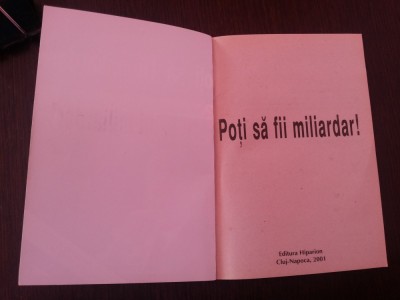 Poți să fii miliardar!
Editura Hiparion
Cluj-Napoca, 2001